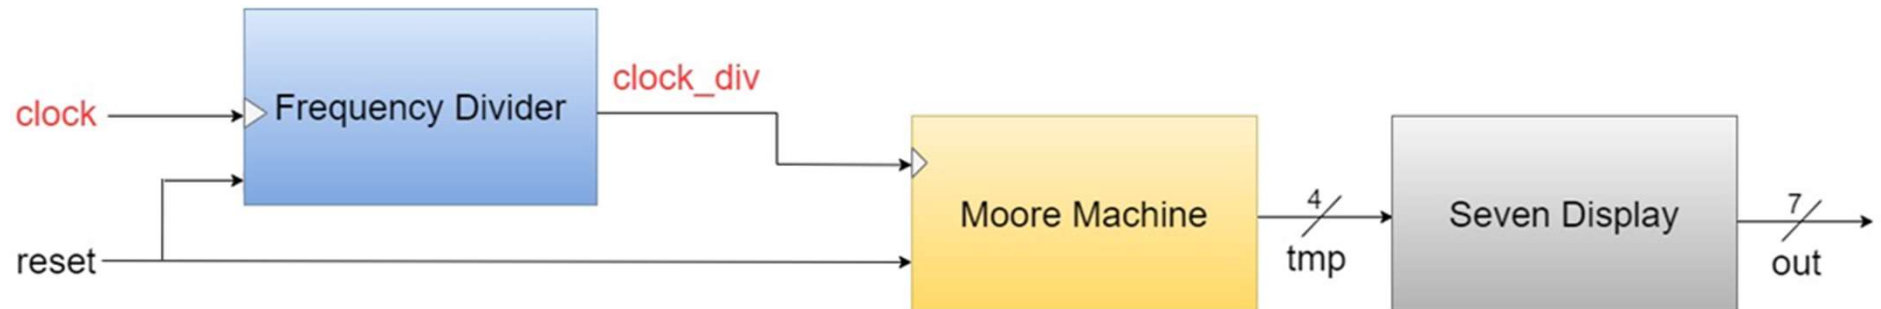 clock
Frequency Divider
clock_div
reset
Moore Machine
4
tmp
Seven Display
7
out